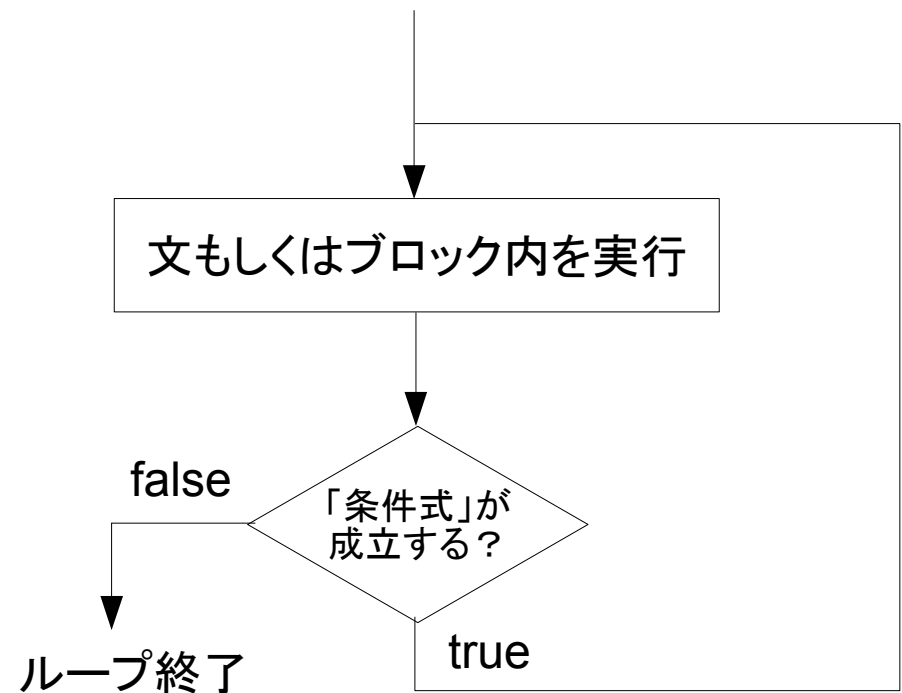 文もしくはブロック内を実行
false
「条件式」が
成立する？
true
ループ終了